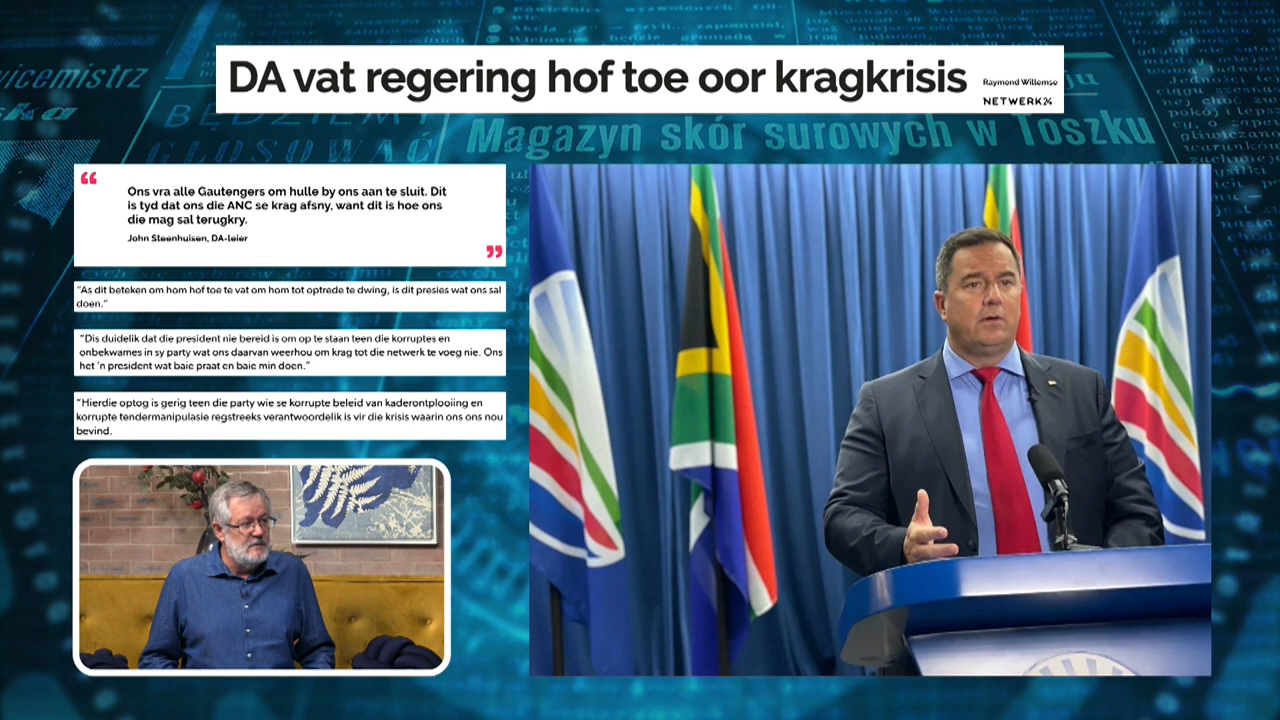 DA vat regering hof toe oor kragkrisis
Raymond Willemse
NETWERK24
“
Ons vra alle Gautengers om hulle by ons aan te sluit. Dit
is tyd dat ons die ANC se krag afsny, want dit is hoe ons
die mag sal terugkry.
John Steenhuisen, DA-leier
”
“As dit beteken om hom hof toe te vat om hom tot optrede te dwing, is dit presies wat ons sal
doen.”
“Dis duidelik dat die president nie bereid is om op te staan teen die korruptes en
onbekwames in sy party wat ons daarvan weerhou om krag tot die netwerk te voeg nie. Ons
het ’n president wat baie praat en baie min doen.”
“Hierdie optog is gerig teen die party wie se korrupte beleid van kaderontplooiing en
korrupte tendermanipulasie regstreeks verantwoordelik is vir die krisis waarin ons ons nou
bevind.
vicemistrz
ska
BĘDZIEMY
GŁOSOWAĆ
Magazyn skór surowych w Toszku